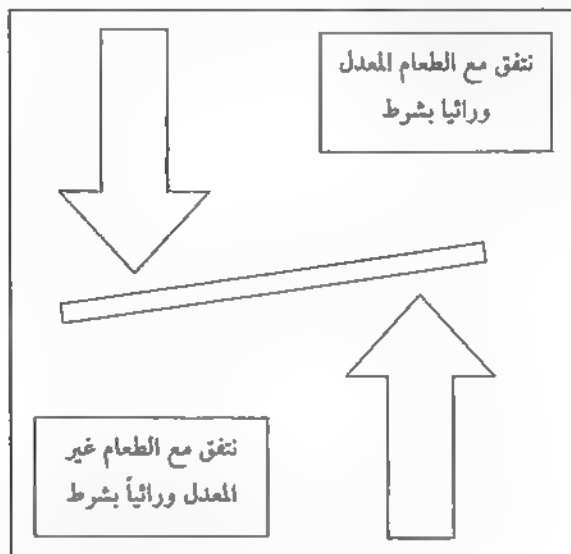 نتفق مع الطعام المعدل
وراثيا بشرط
نتفق مع الطعام غير
المعدل وراثياً بشرط